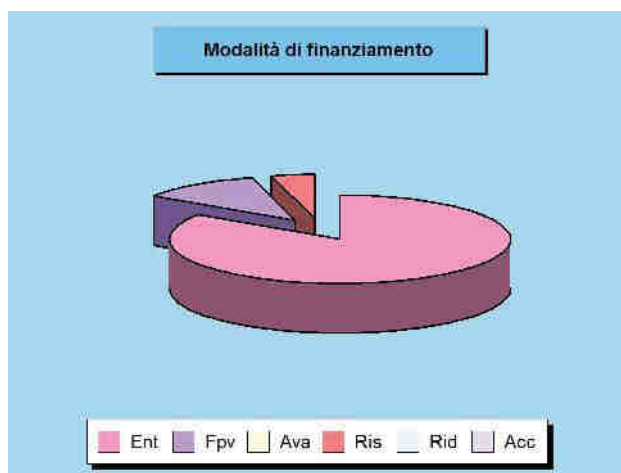 Modalità di finanziamento
Ent Fpv Ava Ris Rid Acc